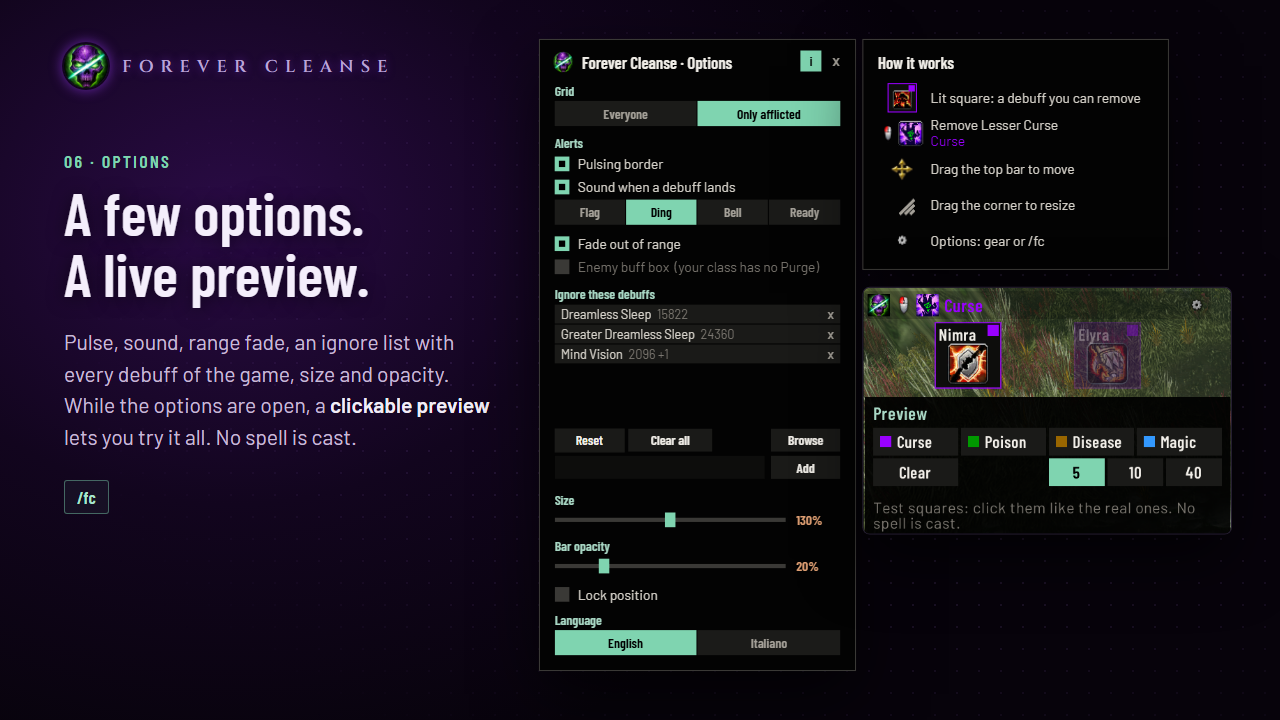 FOREVER CLEANSE
06 · OPTIONS
A few options.
A live preview.
Pulse, sound, range fade, an ignore list with
every debuff of the game, size and opacity.
While the options are open, a clickable preview
lets you try it all. No spell is cast.
/fc
Forever Cleanse · Options
i
x
Grid
Everyone
Only afflicted
Alerts
Pulsing border
Sound when a debuff lands
Flag
Ding
Bell
Ready
Fade out of range
Enemy buff box (your class has no Purge)
Ignore these debuffs
Dreamless Sleep 15822
x
Greater Dreamless Sleep 24360
x
Mind Vision 2096 +1
x
Reset
Clear all
Browse
Add
Size
130%
Bar opacity
20%
Lock position
Language
English
Italiano
How it works
Lit square: a debuff you can remove
Remove Lesser Curse
Curse
Drag the top bar to move
Drag the corner to resize
Options: gear or /fc
Curse
Nimra
Elyra
Preview
Curse
Poison
Disease
Magic
Clear
5
10
40
Test squares: click them like the real ones. No
spell is cast.